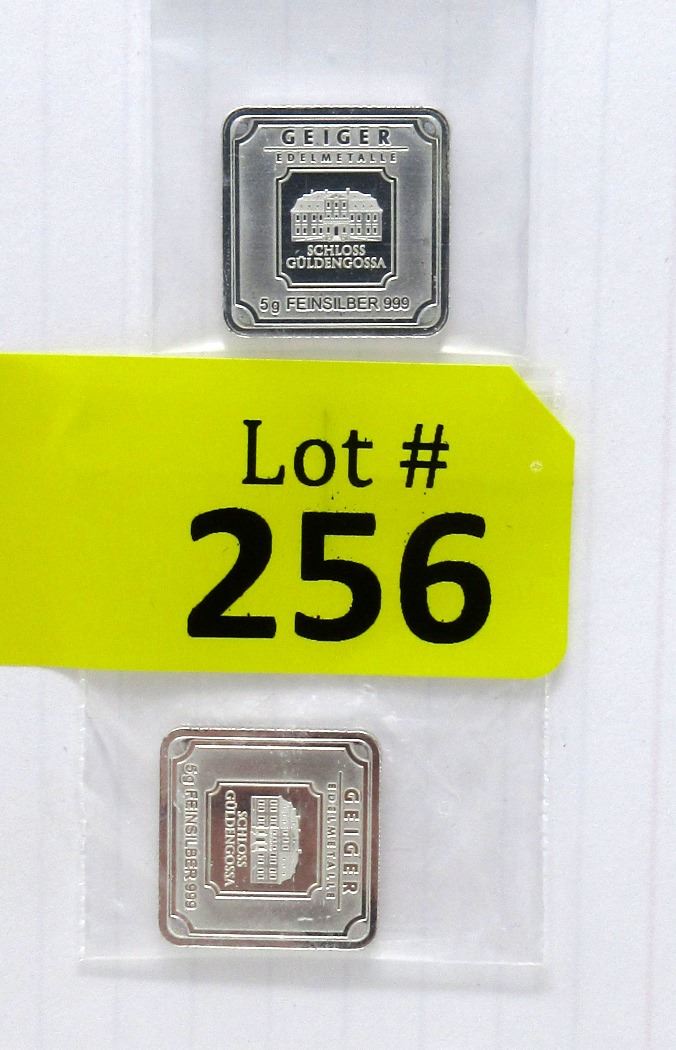 GEIGER
EDELMETALLE
SCHLOSS
GÜLDENGOSSA
5g FEINSILBER 999
Lot #
256
GEIGER
EDELMETALLE
SCHLOSS
GÜLDENGOSSA
5g FEINSILBER 999